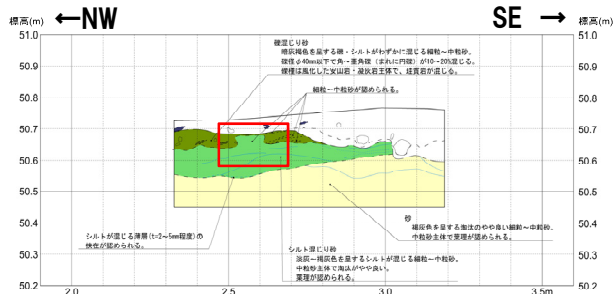 標高(m) ←NW SE → 標高(m)
51.0 51.0
礫混じり砂
暗灰褐色を呈する礫・シルトがわずかに混じる細粒~中粒砂。
礫径φ40mm以下で角~亜角礫（まれに円礫）が10~20%混じる。
礫種は風化した安山岩・凝灰岩主体で、珪質岩が混じる。
50.9 50.9
細粒~中粒砂が認められる。
50.8 50.8
50.7 50.7
50.6 50.6
50.5 50.5
砂
褐灰色を呈する淘汰のやや良い細粒~中粒砂。
中粒砂主体で葉理が認められる。
シルトが混じる薄層(t=2~5mm程度)の
挟在が認められる。
50.4 50.4
シルト混じり砂
淡灰~褐灰色を呈するシルトが混じる細粒~中粒砂。
中粒砂主体で淘汰がやや良い。
葉理が認められる。
50.3 50.3
50.2 50.2
2.0 2.5 3.0 3.5